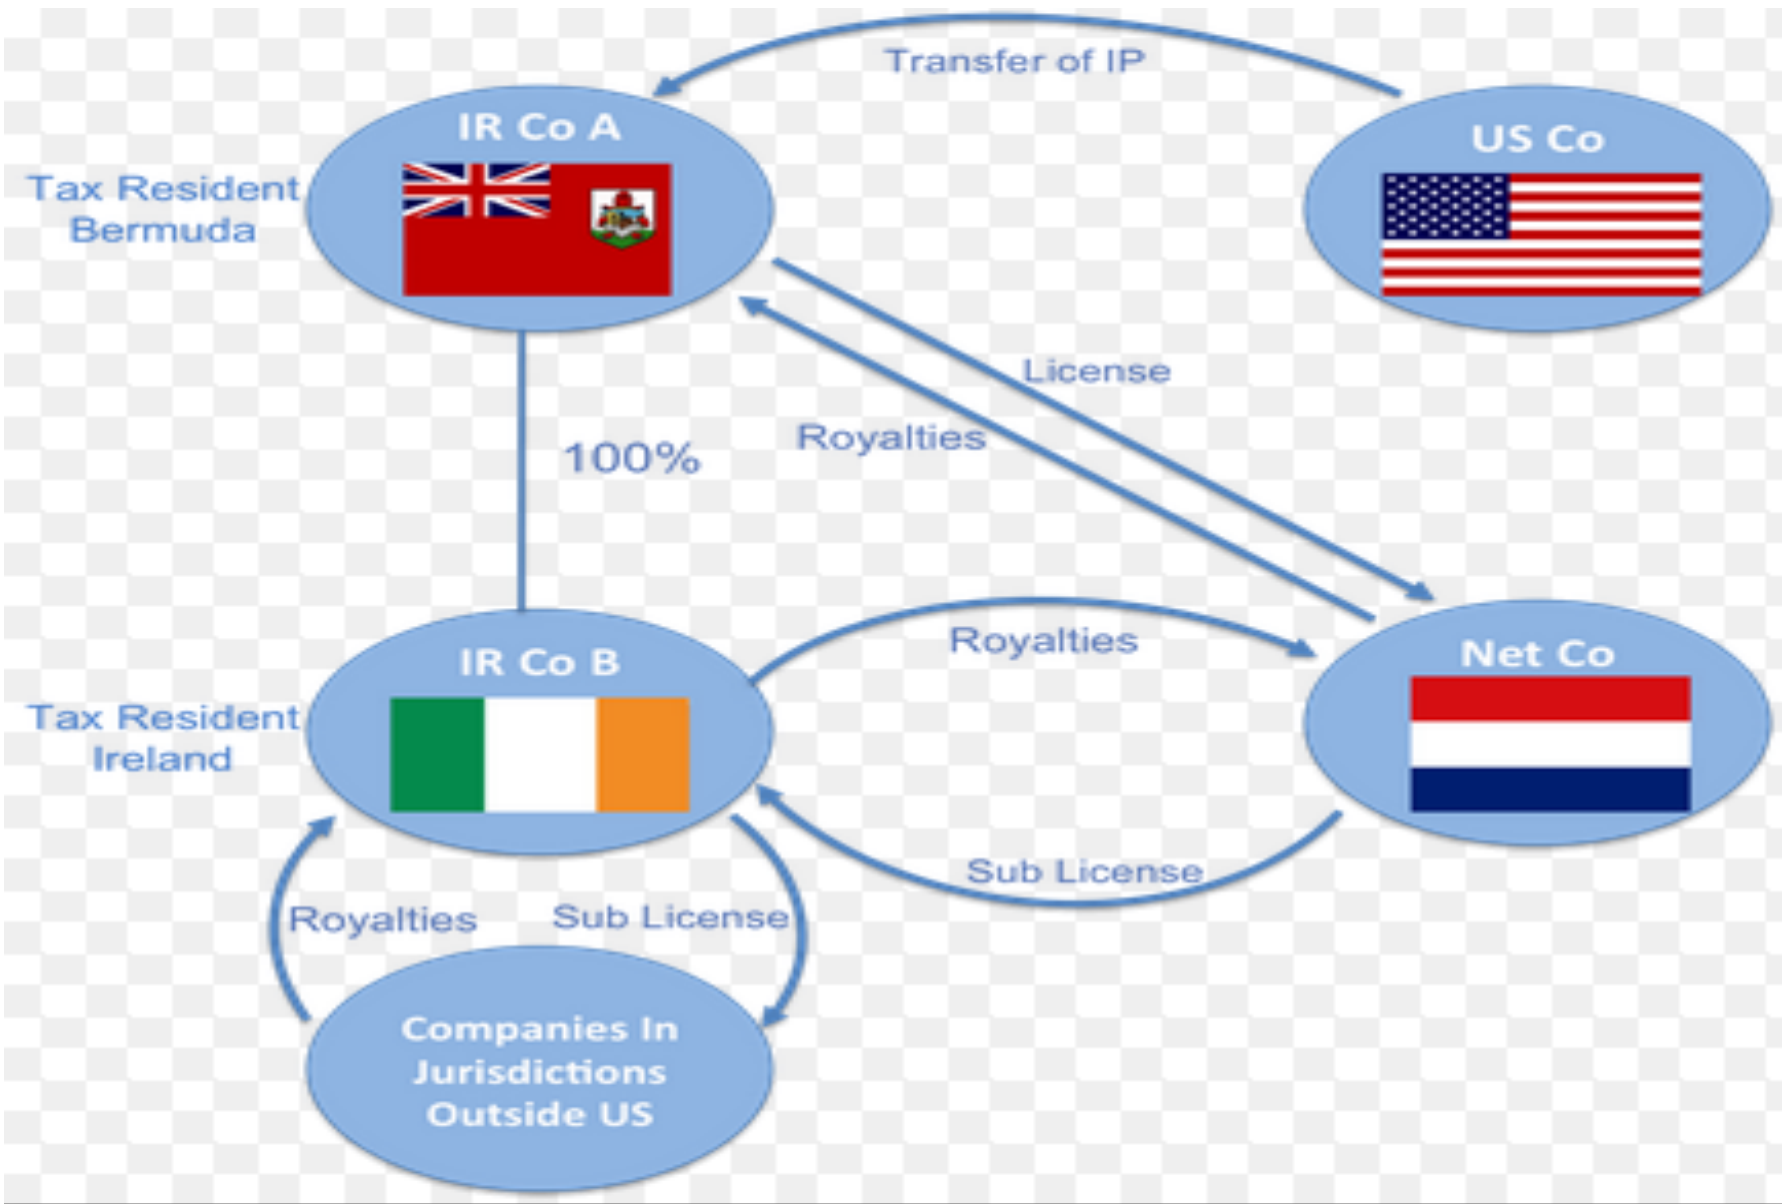 Transfer of IP
IR Co A
US Co
Tax Resident
Bermuda
License
Royalties
100%
Royalties
IR Co B
Net Co
Tax Resident
Ireland
Sub License
Royalties
Sub License
Companies In
Jurisdictions
Outside US